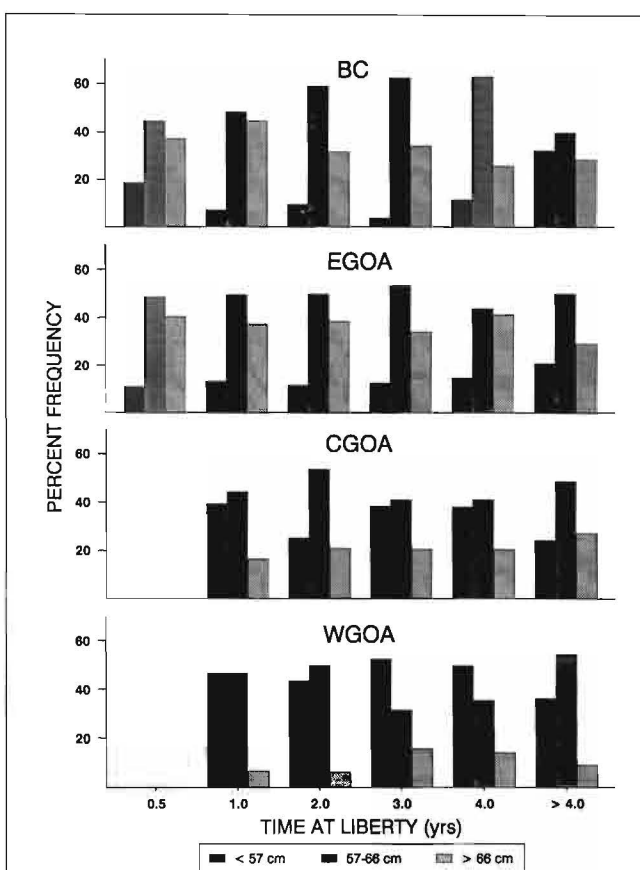 BC
60
40
20
EGOA
60
40
20
PERCENT FREQUENCY
CGOA
60
40
20
WGOA
60
40
20
0.5 1.0 2.0 3.0 4.0 > 4.0
TIME AT LIBERTY (yrs)
< 57 cm 57-66 cm > 66 cm